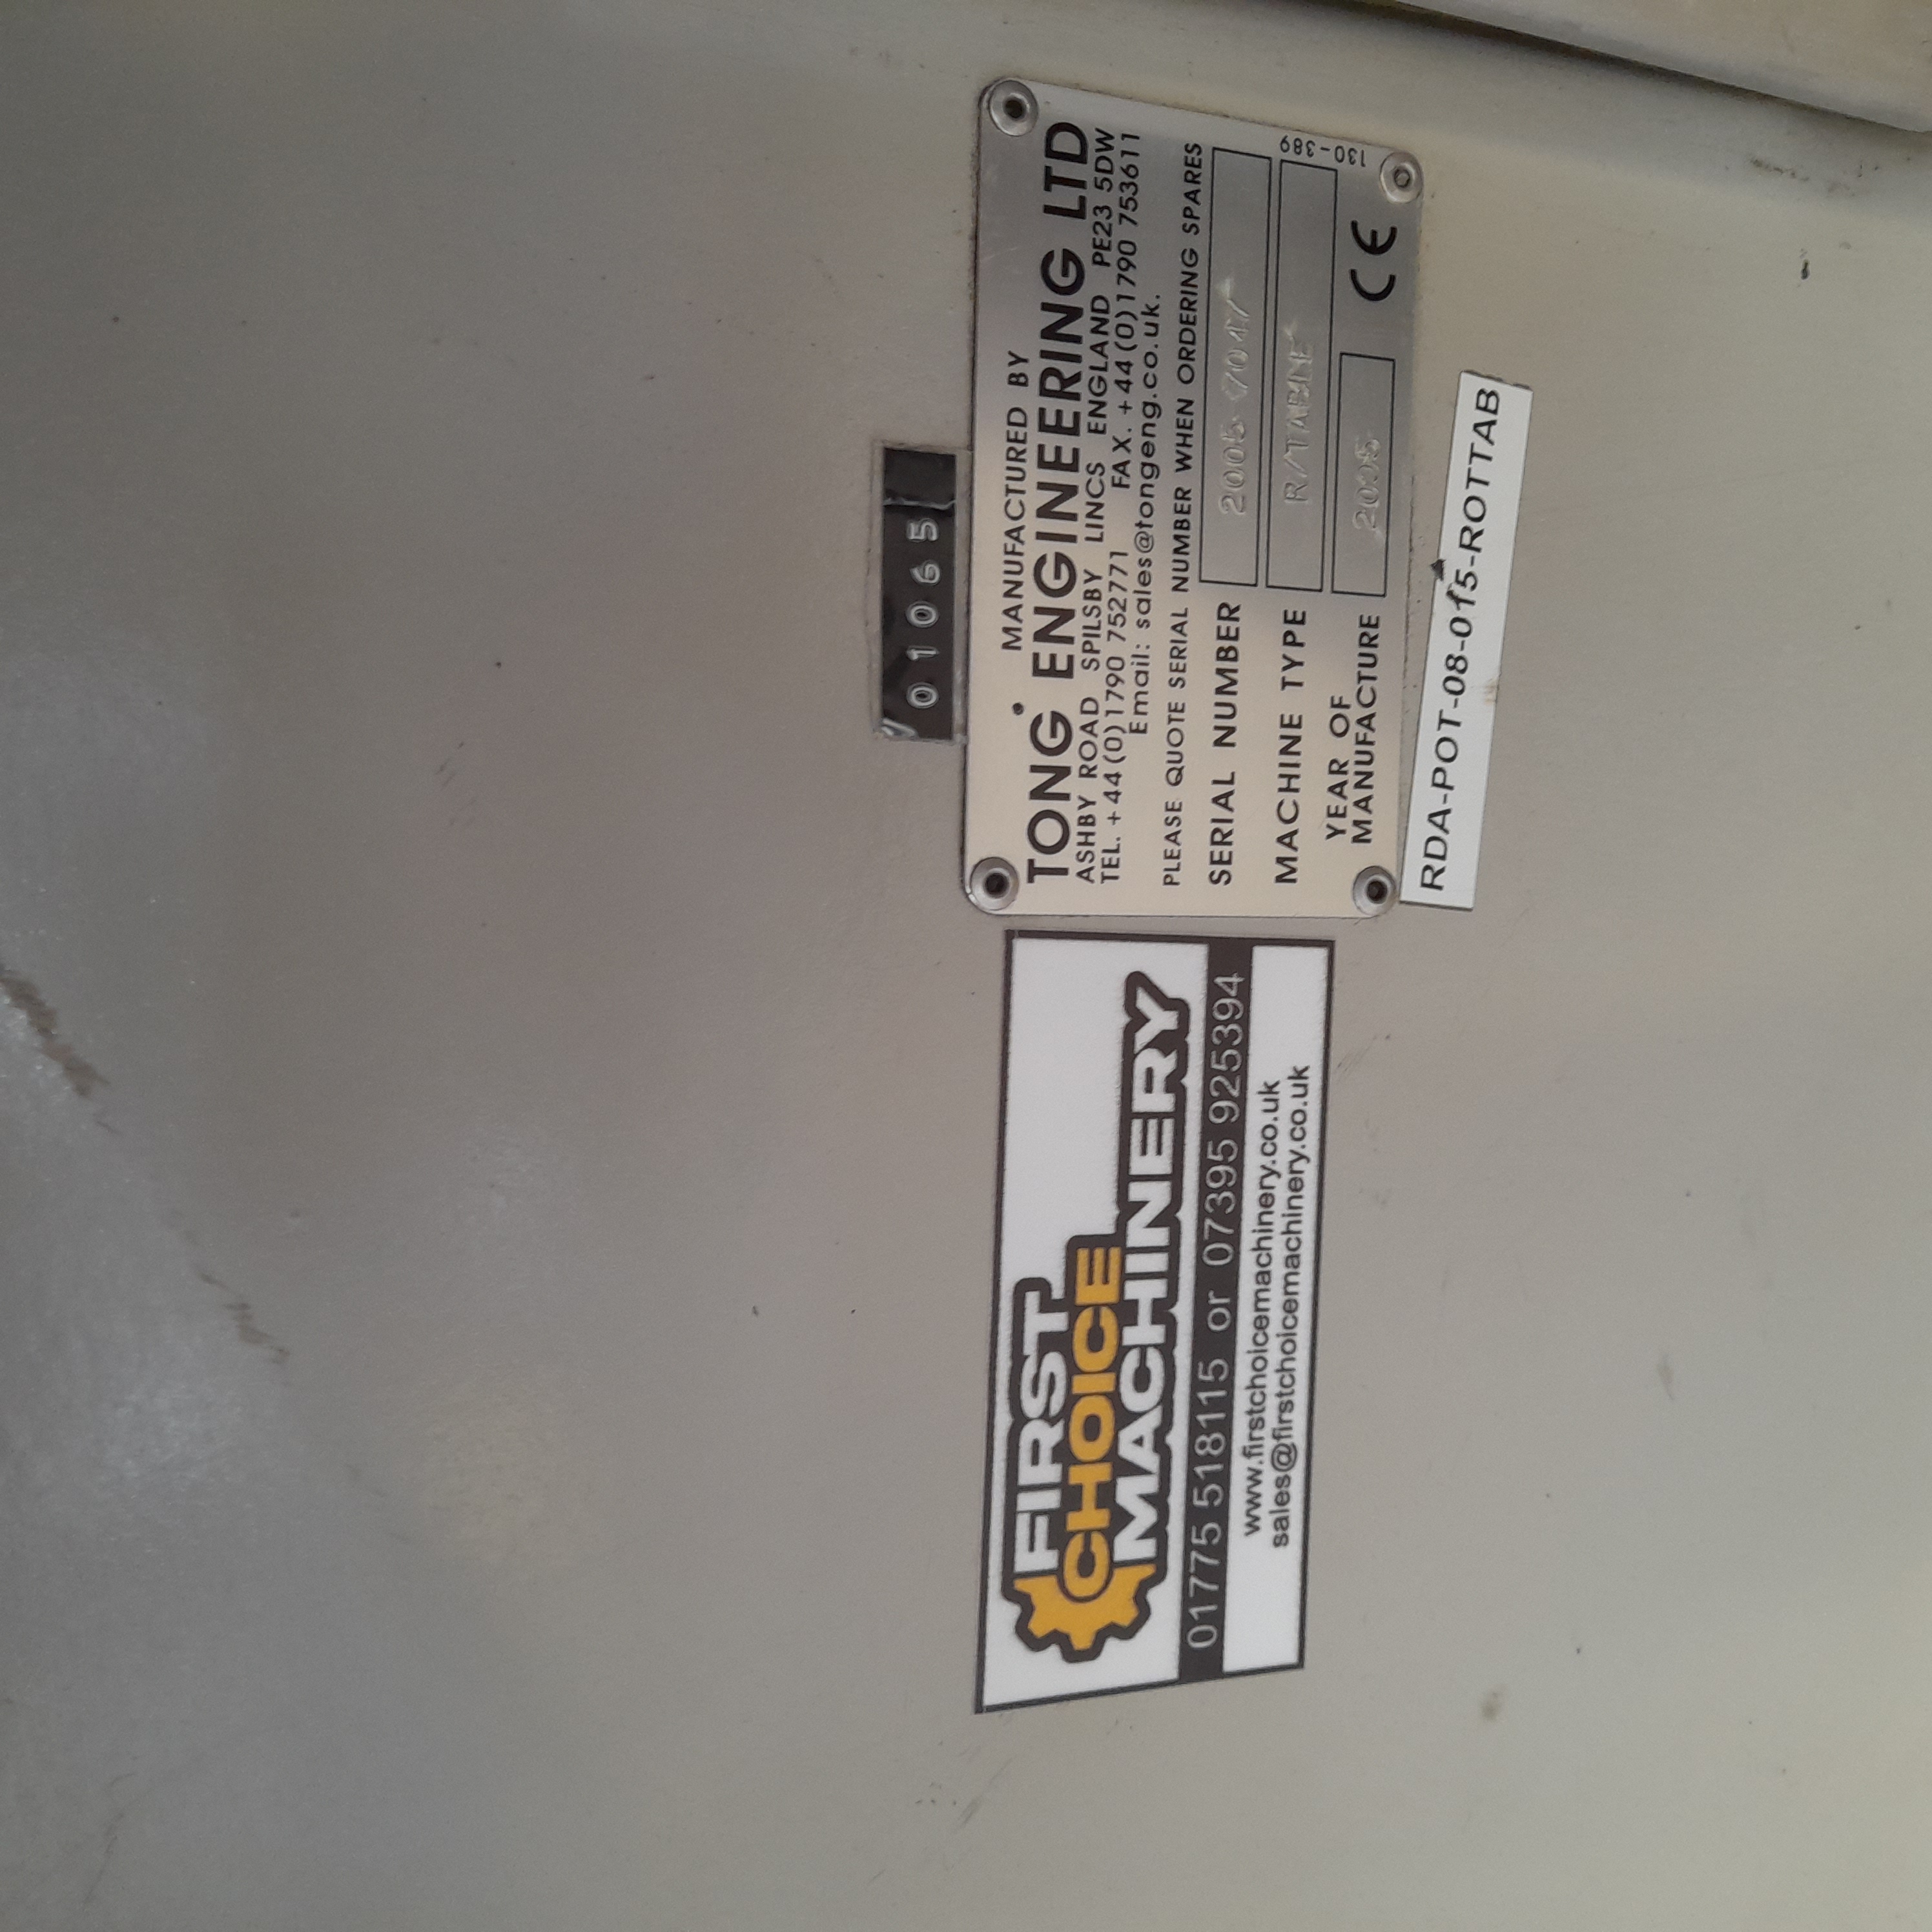 01065
MANUFACTURED BY
TONG ENGINEERING LTD
ASHBY ROAD SPILSBY LINCS ENGLAND PE23 5DW
TEL. +44(0)1790 752771 FAX. +44(0)1790 753611
Email: sales@tongeng.co.uk.
PLEASE QUOTE SERIAL NUMBER WHEN ORDERING SPARES
SERIAL NUMBER
MACHINE TYPE R/TABLE
YEAR OF
MANUFACTURE 2005 CE
130-389
RDA-POT-08-015-ROTTAB
FIRST
CHOICE
MACHINERY
01775 518115 or 07395 925394
www.firstchoicemachinery.co.uk
sales@firstchoicemachinery.co.uk